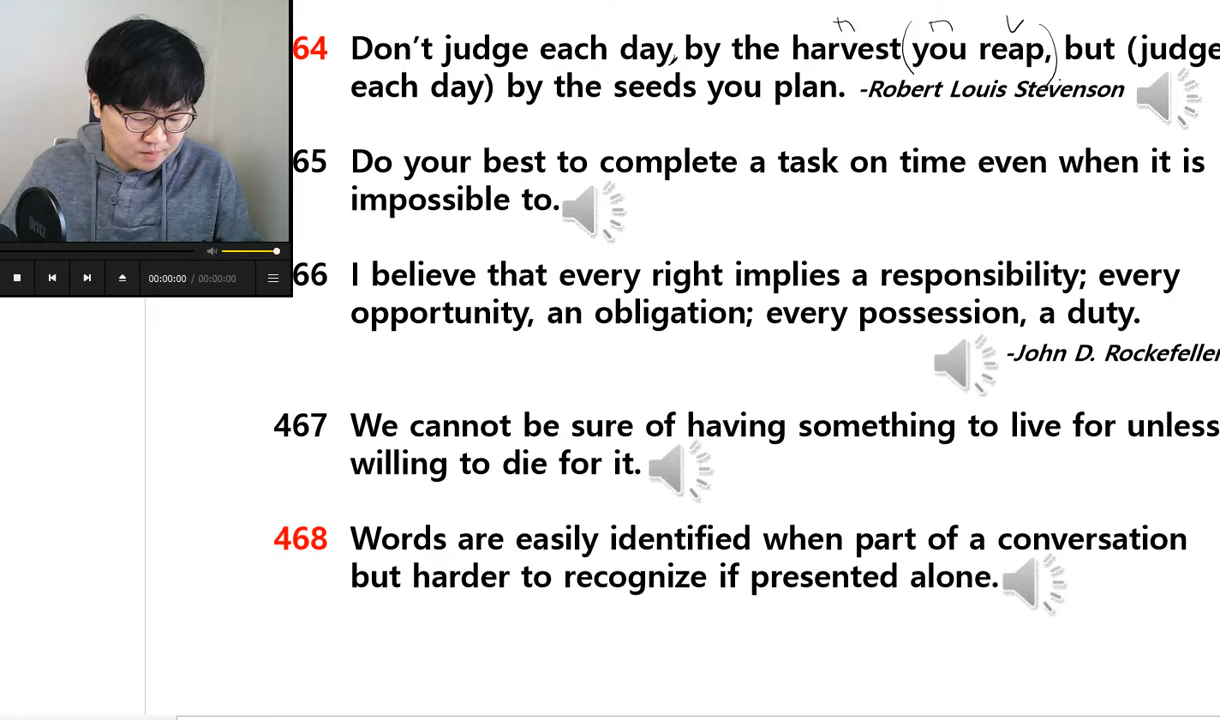 64 Don't judge each day, by the harvest (you reap,) but (judge
each day) by the seeds you plan. -Robert Louis Stevenson
65 Do your best to complete a task on time even when it is
impossible to.
66 I believe that every right implies a responsibility; every
opportunity, an obligation; every possession, a duty.
-John D. Rockefeller
467 We cannot be sure of having something to live for unless
willing to die for it.
468 Words are easily identified when part of a conversation
but harder to recognize if presented alone.
n n v
Britz
00:00:00 / 00:00:00